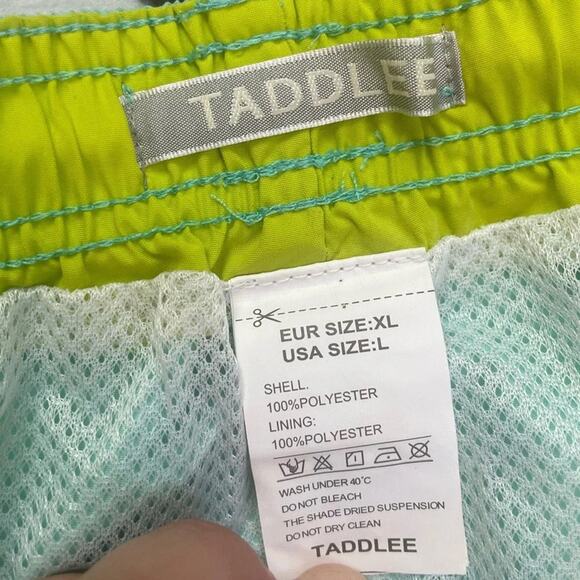 TADDLEE
EUR SIZE:XL
USA SIZE:L
SHELL.
100%POLYESTER
LINING:
100%POLYESTER
WASH UNDER 40°C
DO NOT BLEACH
THE SHADE DRIED SUSPENSION
DO NOT DRY CLEAN
TADDLEE